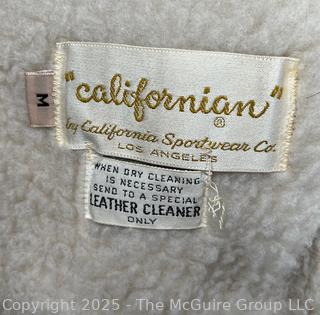 "californian"®
by California Sportswear Co.
LOS ANGELES
M
WHEN DRY CLEANING
IS NECESSARY
SEND TO A SPECIAL
LEATHER CLEANER
ONLY
Copyright 2025 - The McGuire Group LLC